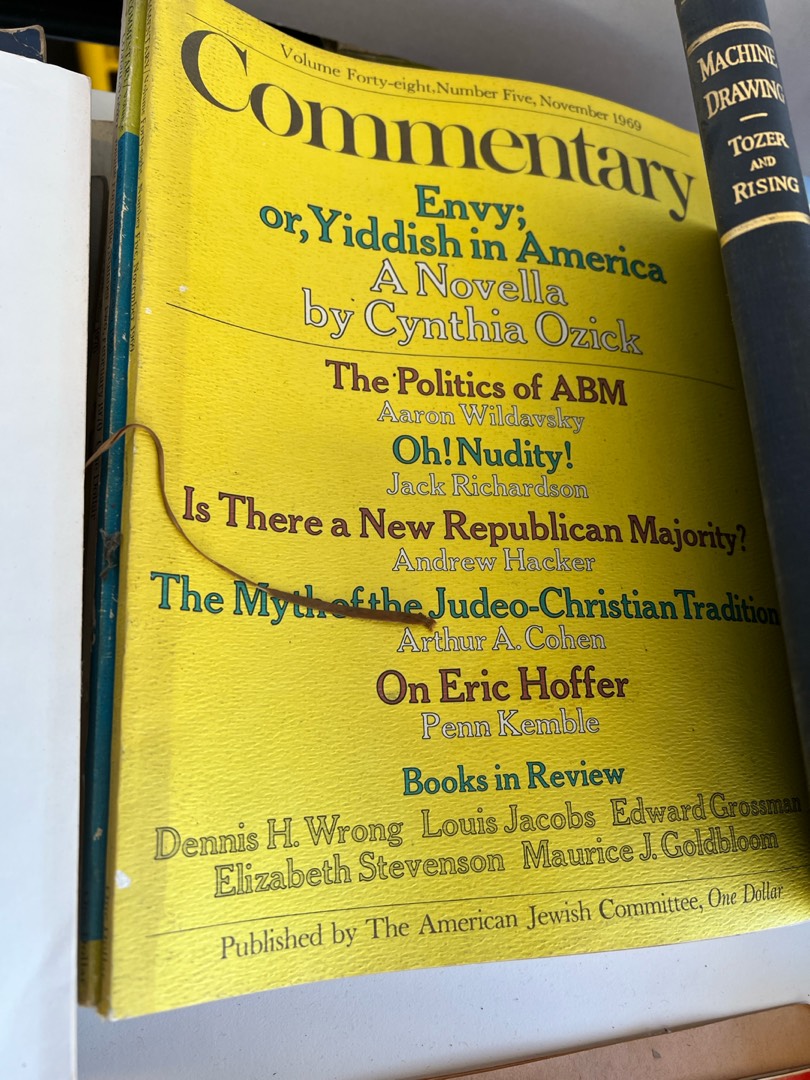 Volume Forty-eight, Number Five, November 1969
Commentary
Envy;
or, Yiddish in America
A Novella
by Cynthia Ozick
The Politics of ABM
Aaron Wildavsky
Oh! Nudity!
Jack Richardson
Is There a New Republican Majority?
Andrew Hacker
The Myth of the Judeo-Christian Tradition
Arthur A. Cohen
On Eric Hoffer
Penn Kemble
Books in Review
Dennis H. Wrong Louis Jacobs Edward Grossman
Elizabeth Stevenson Maurice J. Goldbloom
Published by The American Jewish Committee, One Dollar
MACHINE
DRAWING
TOZER
AND
RISING